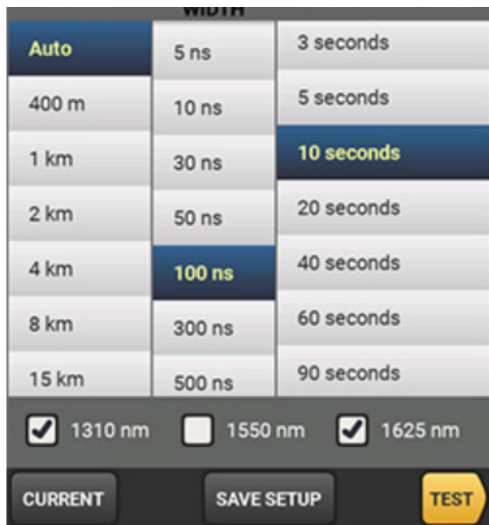 WIDTH
Auto
400 m
1 km
2 km
4 km
8 km
15 km
5 ns
10 ns
30 ns
50 ns
100 ns
300 ns
500 ns
3 seconds
5 seconds
10 seconds
20 seconds
40 seconds
60 seconds
90 seconds
1310 nm 1550 nm 1625 nm
CURRENT SAVE SETUP TEST